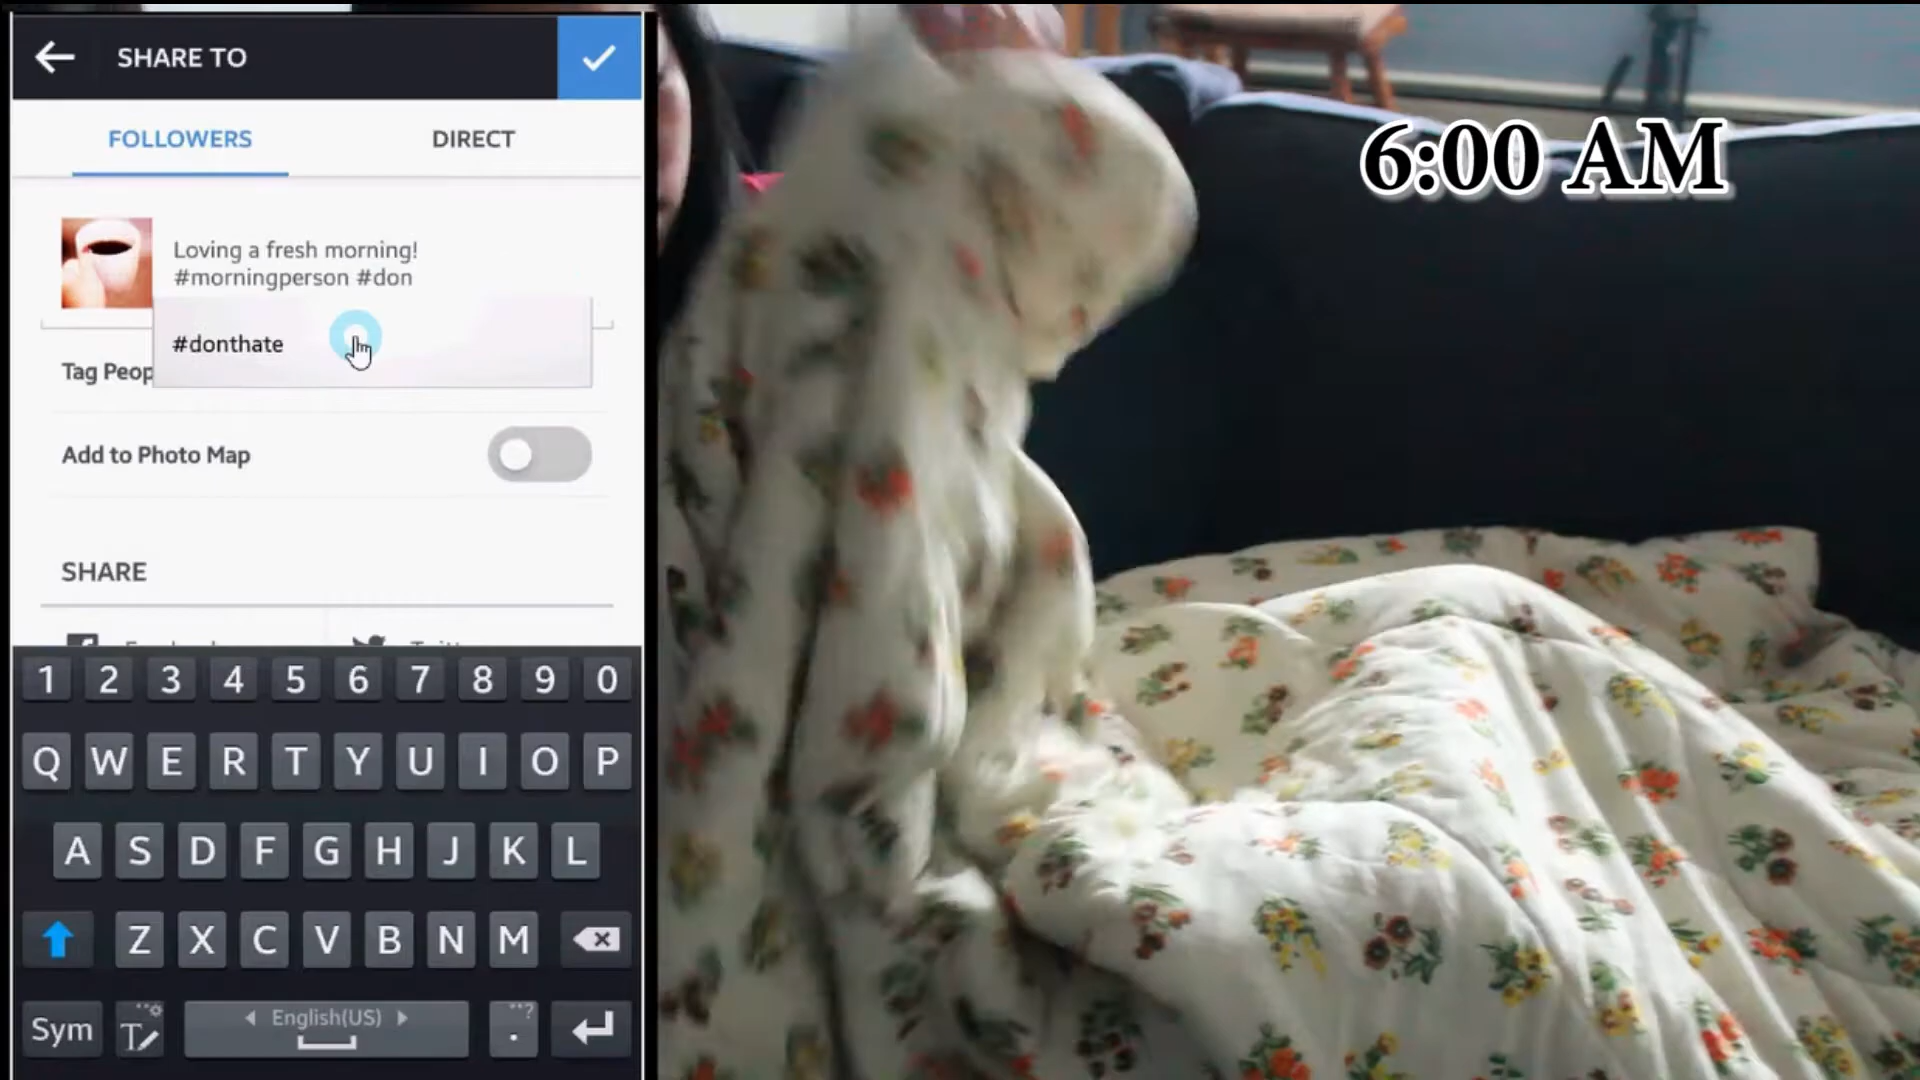 SHARE TO
FOLLOWERS
DIRECT
6:00 AM
Loving a fresh morning!
#morningperson #don
#donthate
Tag Peop
Add to Photo Map
SHARE
1 2 3 4 5 6 7 8 9 0
Q W E R T Y U I O P
A S D F G H J K L
Z X C V B N M
Sym
English(US)